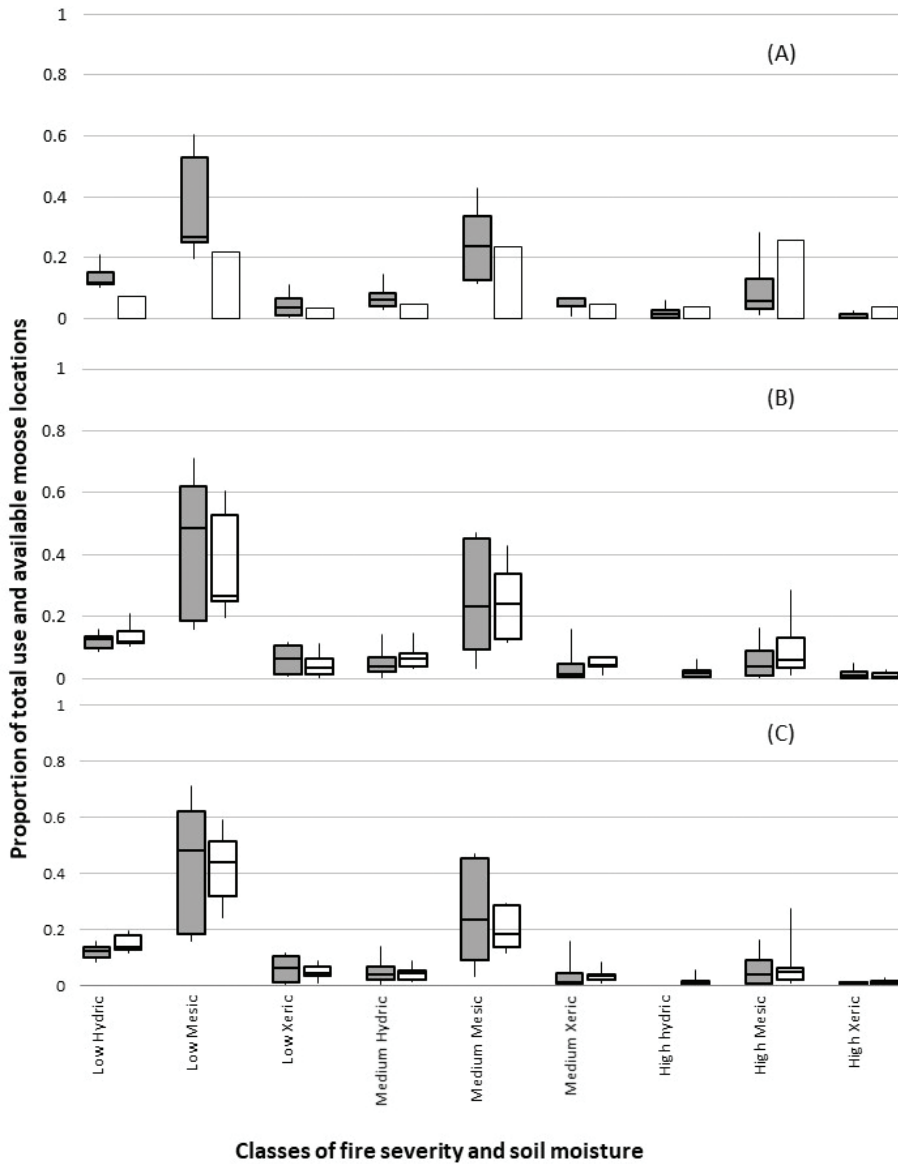 Proportion of total use and available moose locations
1
(A)
0.8
0.6
0.4
0.2
0
1
(B)
0.8
0.6
0.4
0.2
0
1
(C)
0.8
0.6
0.4
0.2
0
Low Hydric
Low Mesic
Low Xeric
Medium Hydric
Medium Mesic
Medium Xeric
High hydric
High Mesic
High Xeric
Classes of fire severity and soil moisture